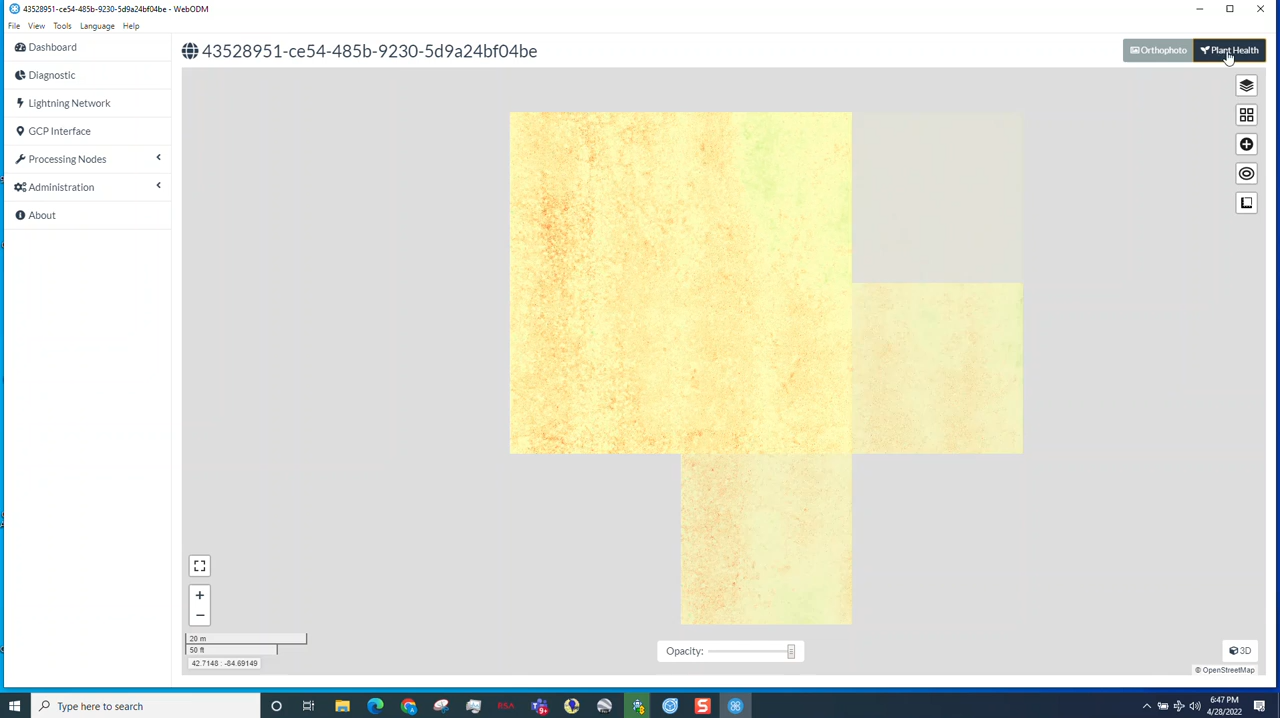 43528951-ce54-485b-9230-5d9a24bf04be - WebODM
File View Tools Language Help
Dashboard
43528951-ce54-485b-9230-5d9a24bf04be
Orthophoto
Plant Health
Diagnostic
Lightning Network
GCP Interface
Processing Nodes
Administration
About
20 m
50 ft
42.7148 : -84.69149
Opacity:
3D
© OpenStreetMap
Type here to search
RSA
6:47 PM
4/28/2022